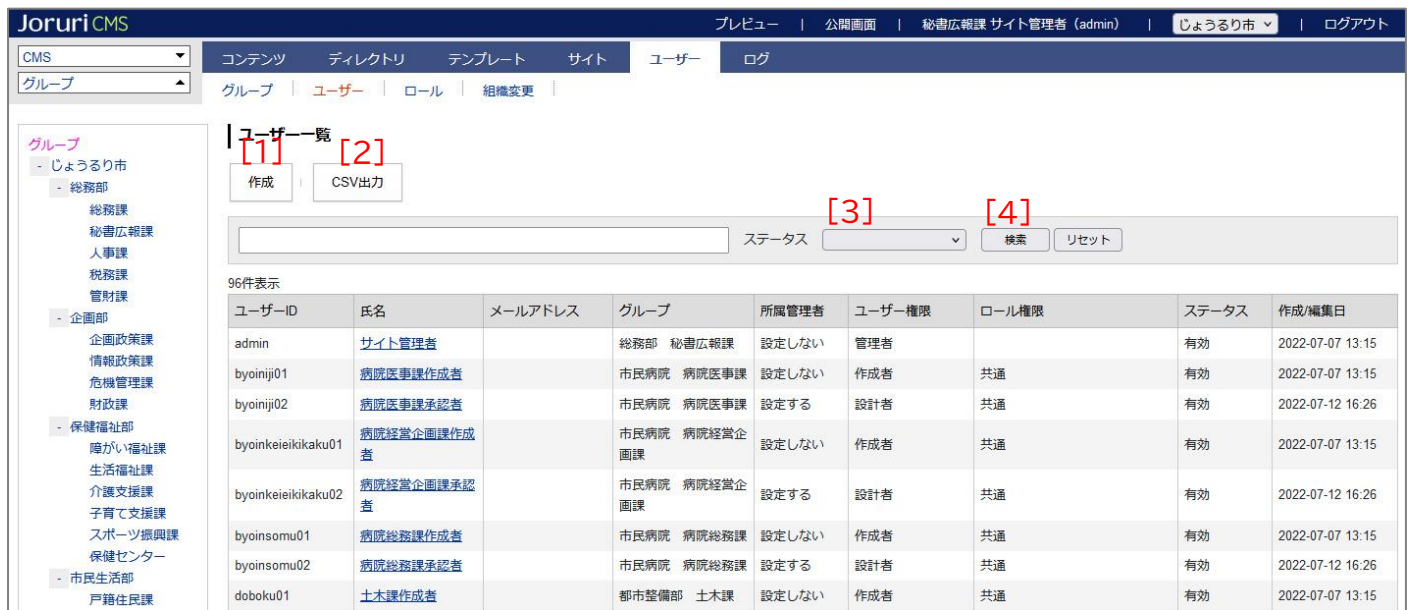 Joruri CMS
プレビュー | 公開画面 | 秘書広報課 サイト管理者（admin） | じょうるり市 | ログアウト
CMS
グループ
コンテンツ ディレクトリ テンプレート サイト ユーザー ログ
グループ ユーザー ロール 組織変更
グループ
- じょうるり市
- 総務部
総務課
秘書広報課
人事課
税務課
管財課
- 企画部
企画政策課
情報政策課
危機管理課
財政課
- 保健福祉部
障がい福祉課
生活福祉課
介護支援課
子育て支援課
スポーツ振興課
保健センター
- 市民生活部
戸籍住民課
ユーザー一覧
[1] [2]
作成 CSV出力
[3] [4]
ステータス 検索 リセット
96件表示
ユーザーID 氏名 メールアドレス グループ 所属管理者 ユーザー権限 ロール権限 ステータス 作成/編集日
admin サイト管理者 総務部 秘書広報課 設定しない 管理者 有効 2022-07-07 13:15
byoiniji01 病院医事課作成者 市民病院 病院医事課 設定しない 作成者 共通 有効 2022-07-07 13:15
byoiniji02 病院医事課承認者 市民病院 病院医事課 設定する 設計者 共通 有効 2022-07-12 16:26
byoinkeieikikaku01 病院経営企画課作成者 市民病院 病院経営企画課 設定しない 作成者 共通 有効 2022-07-07 13:15
byoinkeieikikaku02 病院経営企画課承認者 市民病院 病院経営企画課 設定する 設計者 共通 有効 2022-07-12 16:26
byoinsomu01 病院総務課作成者 市民病院 病院総務課 設定しない 作成者 共通 有効 2022-07-07 13:15
byoinsomu02 病院総務課承認者 市民病院 病院総務課 設定する 設計者 共通 有効 2022-07-12 16:26
doboku01 土木課作成者 都市整備部 土木課 設定しない 作成者 共通 有効 2022-07-07 13:15